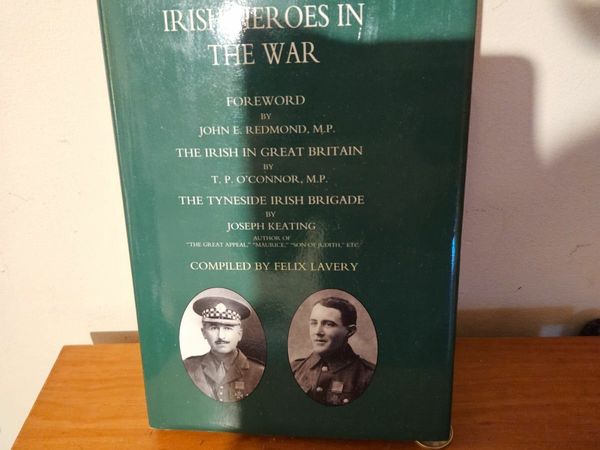 IRISH HEROES IN
THE WAR
FOREWORD
BY
JOHN E. REDMOND, M.P.
THE IRISH IN GREAT BRITAIN
BY
T. P. O'CONNOR, M.P.
THE TYNESIDE IRISH BRIGADE
BY
JOSEPH KEATING
AUTHOR OF
"THE GREAT APPEAL," "MAURICE," "SON OF JUDITH," ETC.
COMPILED BY FELIX LAVERY